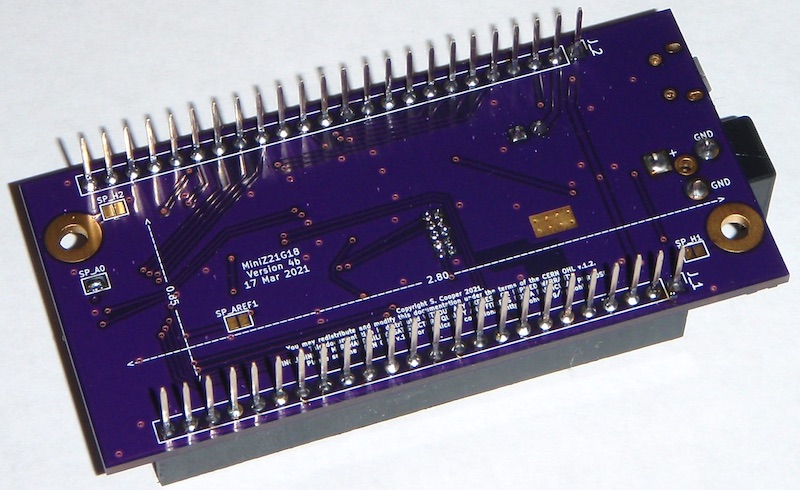 J2
GND
+
GND
SP_H2
SP_A0
SP_H1
J1
MiniZ21G18
Version 4b
17 Mar 2021
0.85
2.80
SP_AREF1
Copyright S. Cooper 2021.
You may redistribute and modify this documentation under the terms of the CERN OHL v.1.2.